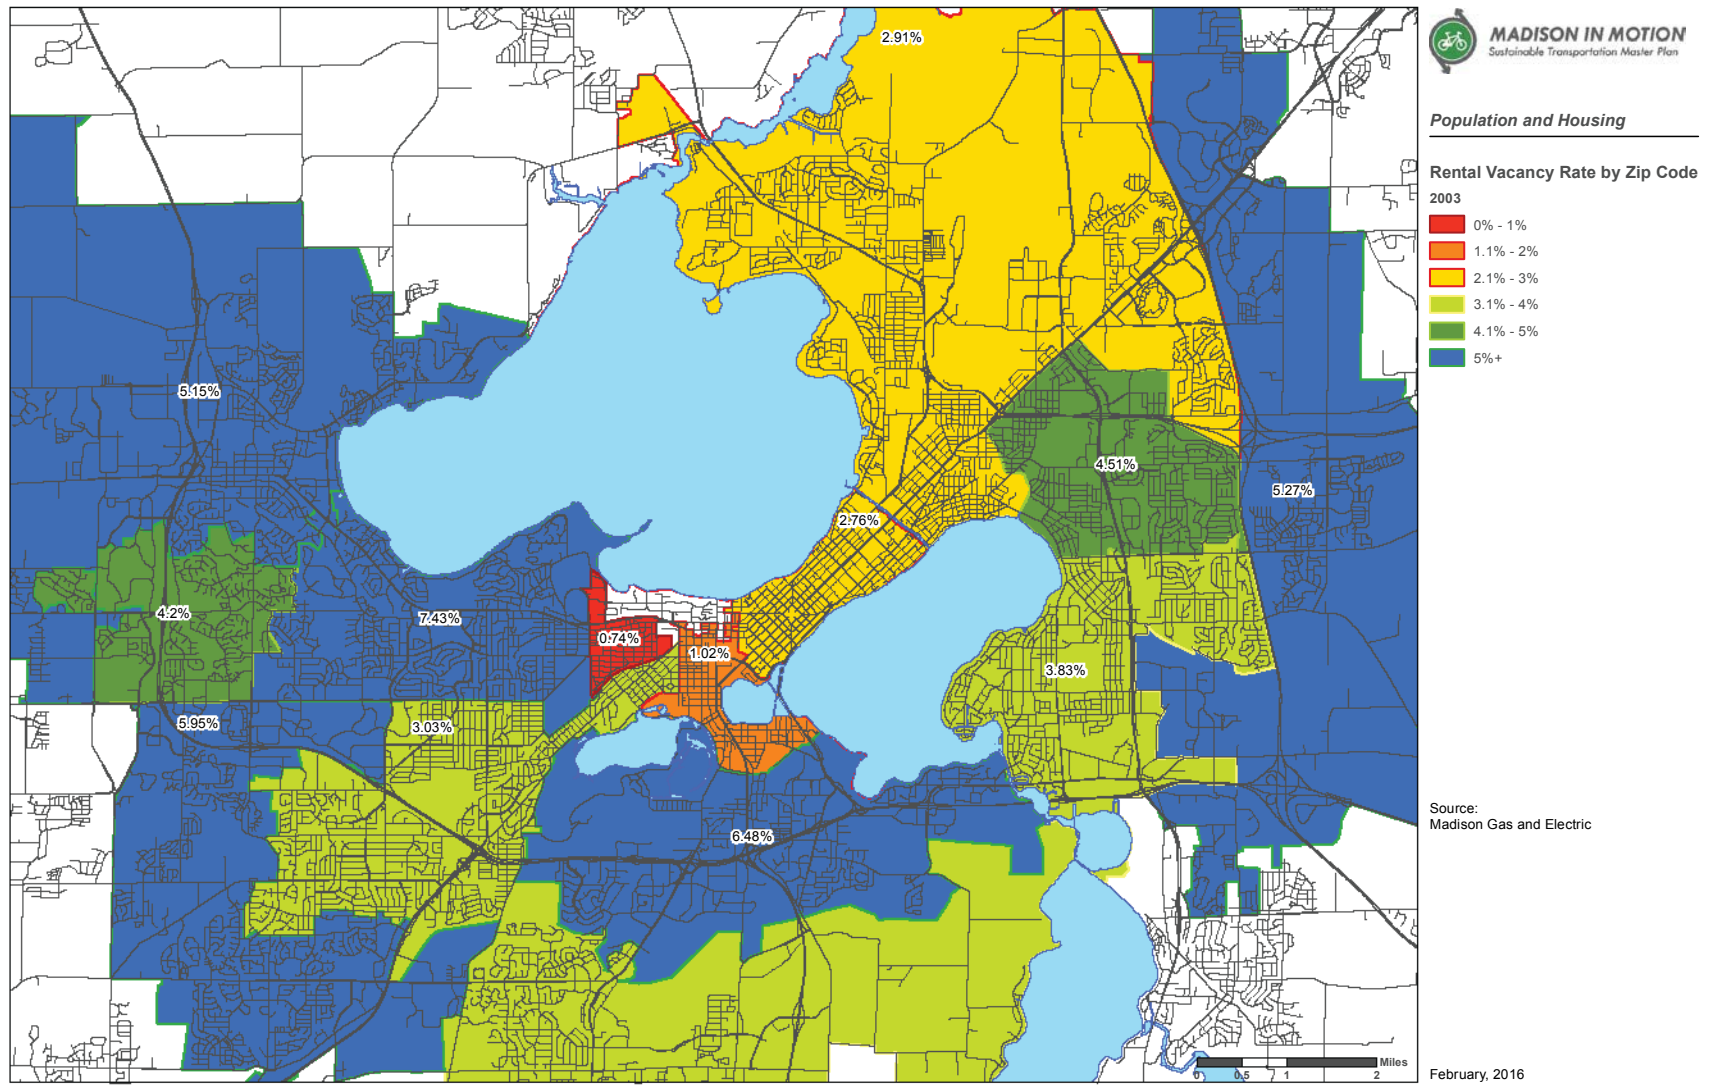 MADISON IN MOTION
Sustainable Transportation Master Plan
Population and Housing
Rental Vacancy Rate by Zip Code
2003
0% - 1%
1.1% - 2%
2.1% - 3%
3.1% - 4%
4.1% - 5%
5%+
2.91%
5.15%
4.51%
5.27%
2.76%
4.2%
7.43%
0.74%
1.02%
3.83%
5.95%
3.03%
6.48%
Source:
Madison Gas and Electric
Miles
0 0.5 1 2
February, 2016